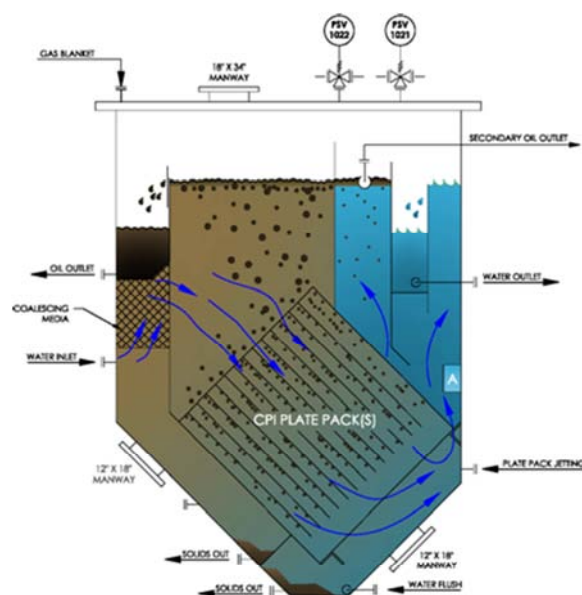 PSV
1022
PSV
1021
GAS BLANKET
18" X 34"
MANWAY
SECONDARY OIL OUTLET
OIL OUTLET
WATER OUTLET
COALESCING
MEDIA
WATER INLET
A
CPI PLATE PACK(S)
12" X 18"
MANWAY
PLATE PACK JETTING
SOLIDS OUT
12" X 18"
MANWAY
SOLIDS OUT
WATER FLUSH